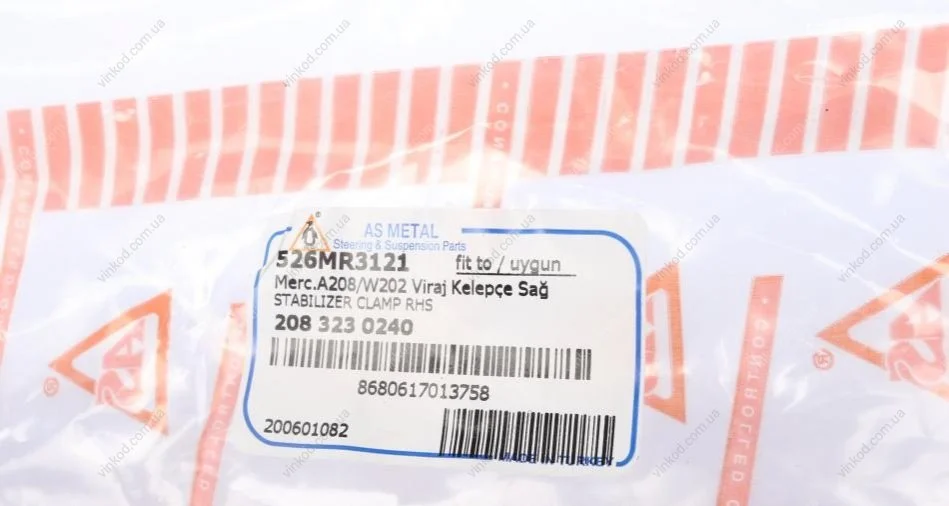 AS METAL
Steering & Suspension Parts
526MR3121 fit to / uygun
Merc.A208/W202 Viraj Kelepçe Sağ
STABILIZER CLAMP RHS
208 323 0240
8680617013758
200601082
MADE IN TURKEY
CONTROLLED
vinkod.com.ua